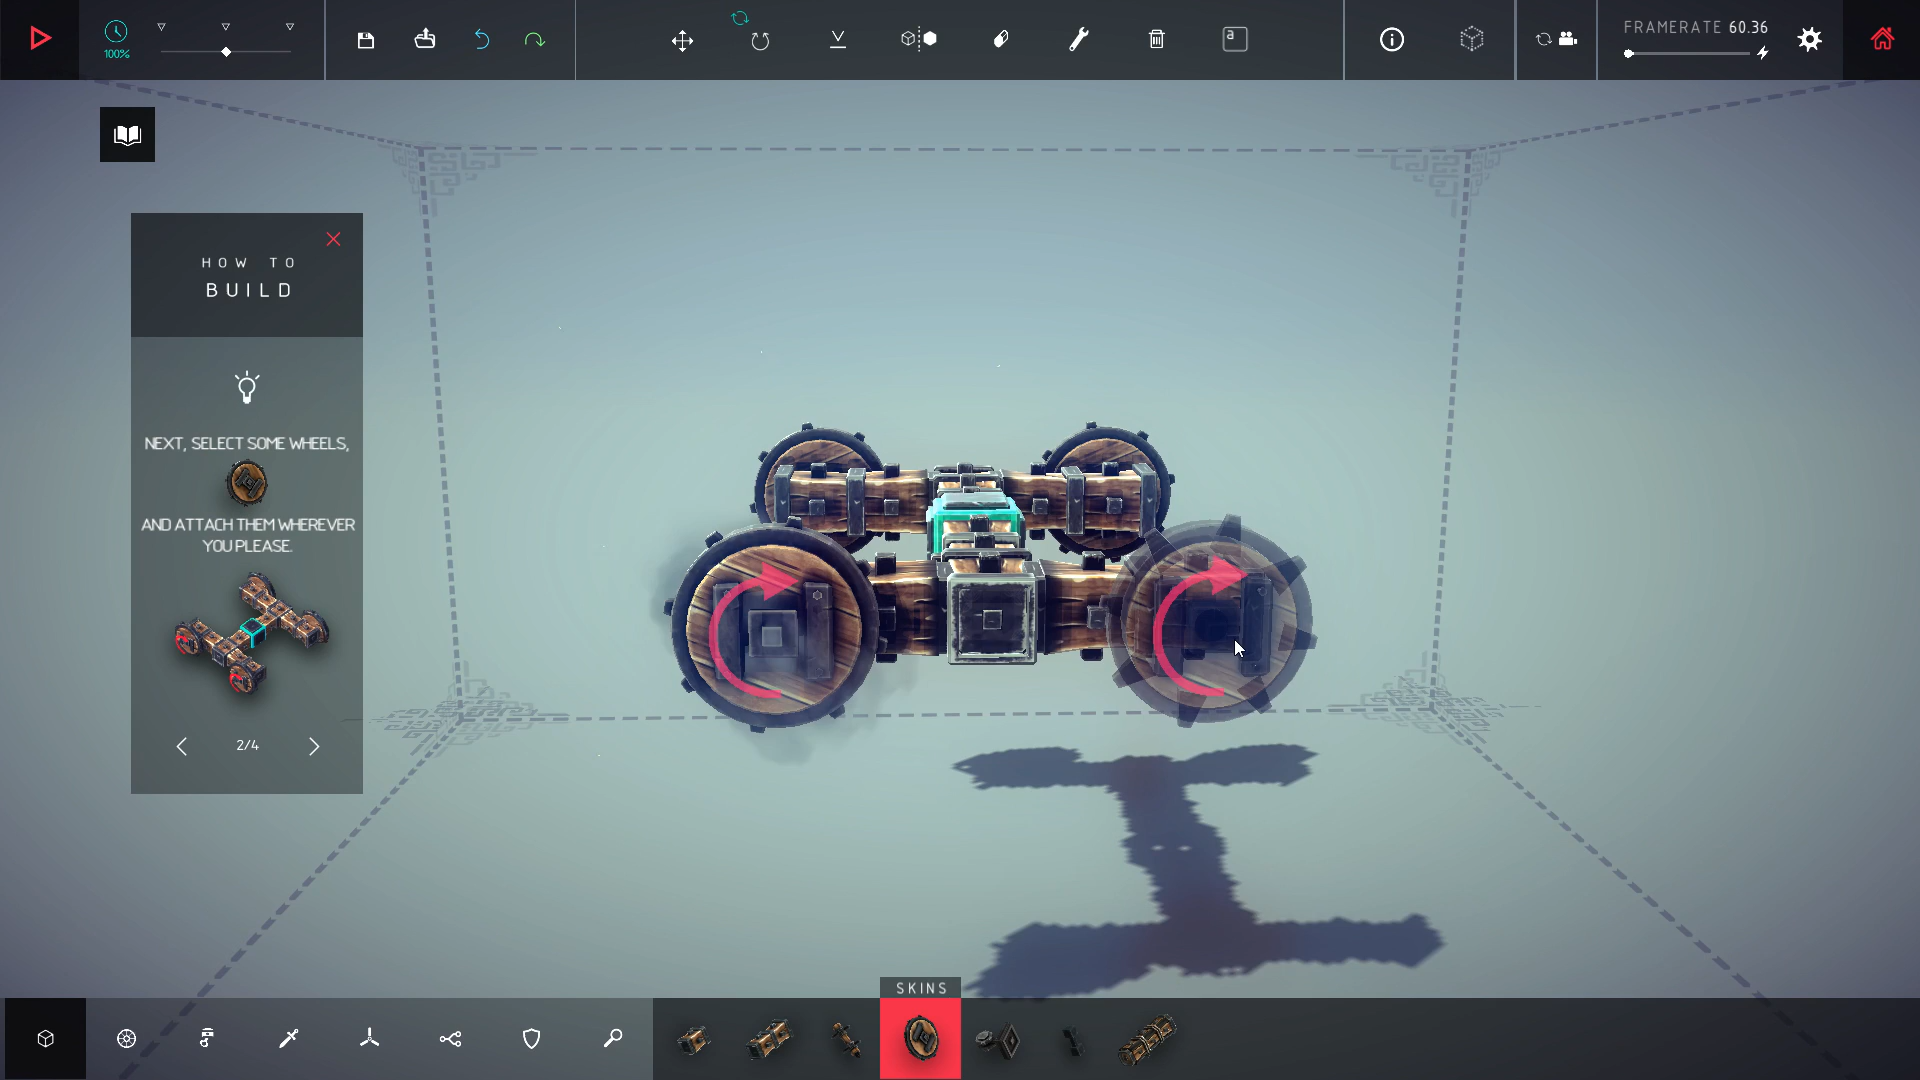 100%
a
FRAMERATE 60.36
HOW TO
BUILD
NEXT, SELECT SOME WHEELS,
AND ATTACH THEM WHEREVER
YOU PLEASE.
2/4
SKINS